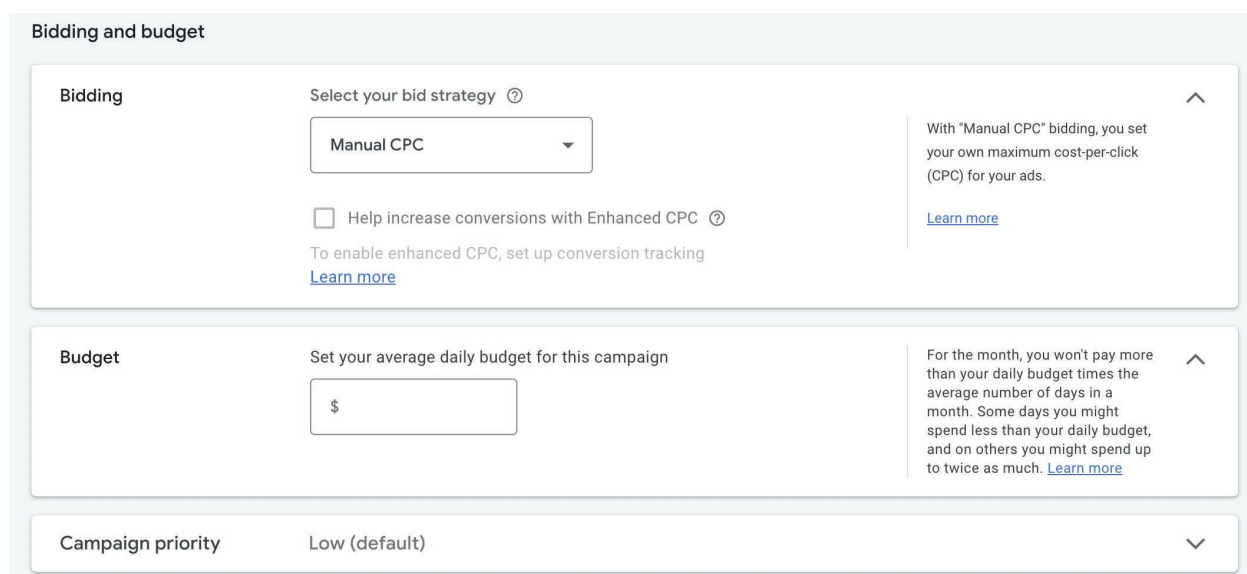 Bidding and budget
Bidding
Select your bid strategy
Manual CPC
Help increase conversions with Enhanced CPC
To enable enhanced CPC, set up conversion tracking
Learn more
With "Manual CPC" bidding, you set
your own maximum cost-per-click
(CPC) for your ads.
Learn more
Budget
Set your average daily budget for this campaign
$
For the month, you won't pay more
than your daily budget times the
average number of days in a
month. Some days you might
spend less than your daily budget,
and on others you might spend up
to twice as much. Learn more
Campaign priority
Low (default)